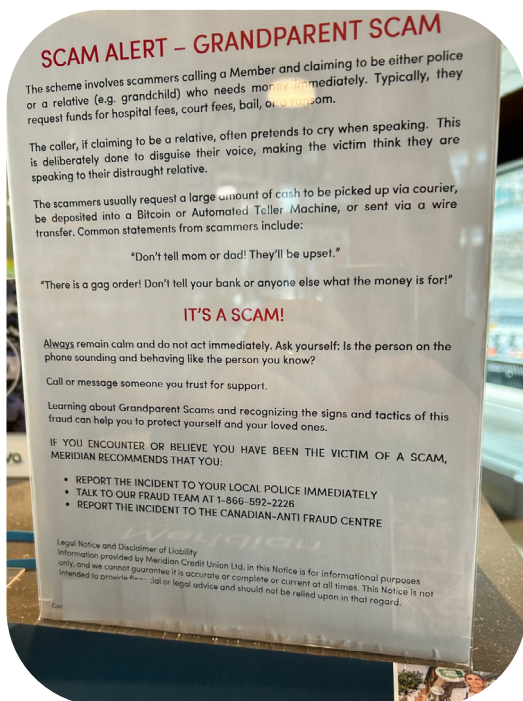 SCAM ALERT – GRANDPARENT SCAM
The scheme involves scammers calling a Member and claiming to be either police
or a relative (e.g. grandchild) who needs money immediately. Typically, they
request funds for hospital fees, court fees, bail, or a ransom.
The caller, if claiming to be a relative, often pretends to cry when speaking. This
is deliberately done to disguise their voice, making the victim think they are
speaking to their distraught relative.
The scammers usually request a large amount of cash to be picked up via courier,
be deposited into a Bitcoin or Automated Teller Machine, or sent via a wire
transfer. Common statements from scammers include:
"Don't tell mom or dad! They'll be upset."
"There is a gag order! Don't tell your bank or anyone else what the money is for!"
IT'S A SCAM!
Always remain calm and do not act immediately. Ask yourself: Is the person on the
phone sounding and behaving like the person you know?
Call or message someone you trust for support.
Learning about Grandparent Scams and recognizing the signs and tactics of this
fraud can help you to protect yourself and your loved ones.
IF YOU ENCOUNTER OR BELIEVE YOU HAVE BEEN THE VICTIM OF A SCAM,
MERIDIAN RECOMMENDS THAT YOU:
• REPORT THE INCIDENT TO YOUR LOCAL POLICE IMMEDIATELY
• TALK TO OUR FRAUD TEAM AT 1-866-592-2226
• REPORT THE INCIDENT TO THE CANADIAN-ANTI FRAUD CENTRE
Meridian
Legal Notice and Disclaimer of Liability
Information provided by Meridian Credit Union Ltd. in this Notice is for informational purposes
only, and we cannot guarantee it is accurate or complete or current at all times. This Notice is not
intended to provide financial or legal advice and should not be relied upon in that regard.